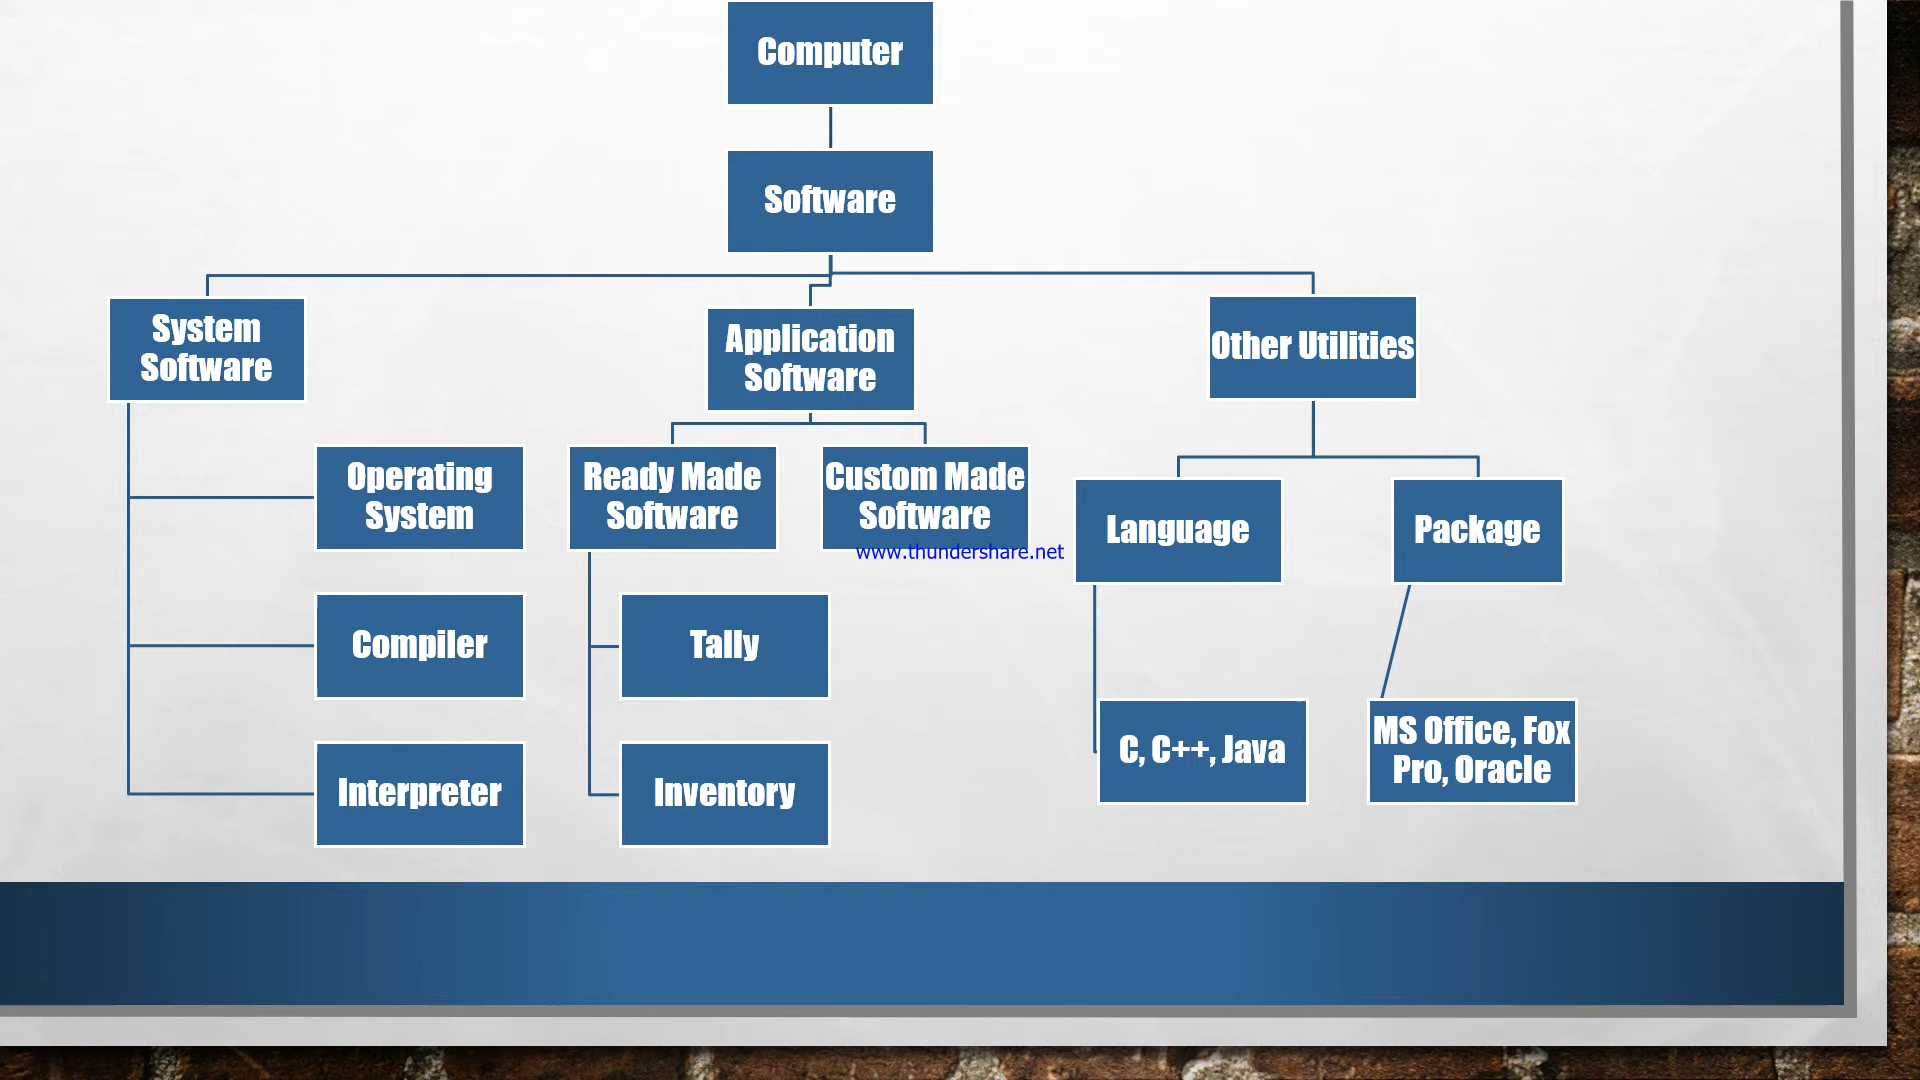 Computer
Software
System
Software
Application
Software
Other Utilities
Operating
System
Ready Made
Software
Custom Made
Software
www.thundershare.net
Language
Package
Compiler
Tally
C, C++, Java
MS Office, Fox
Pro, Oracle
Interpreter
Inventory